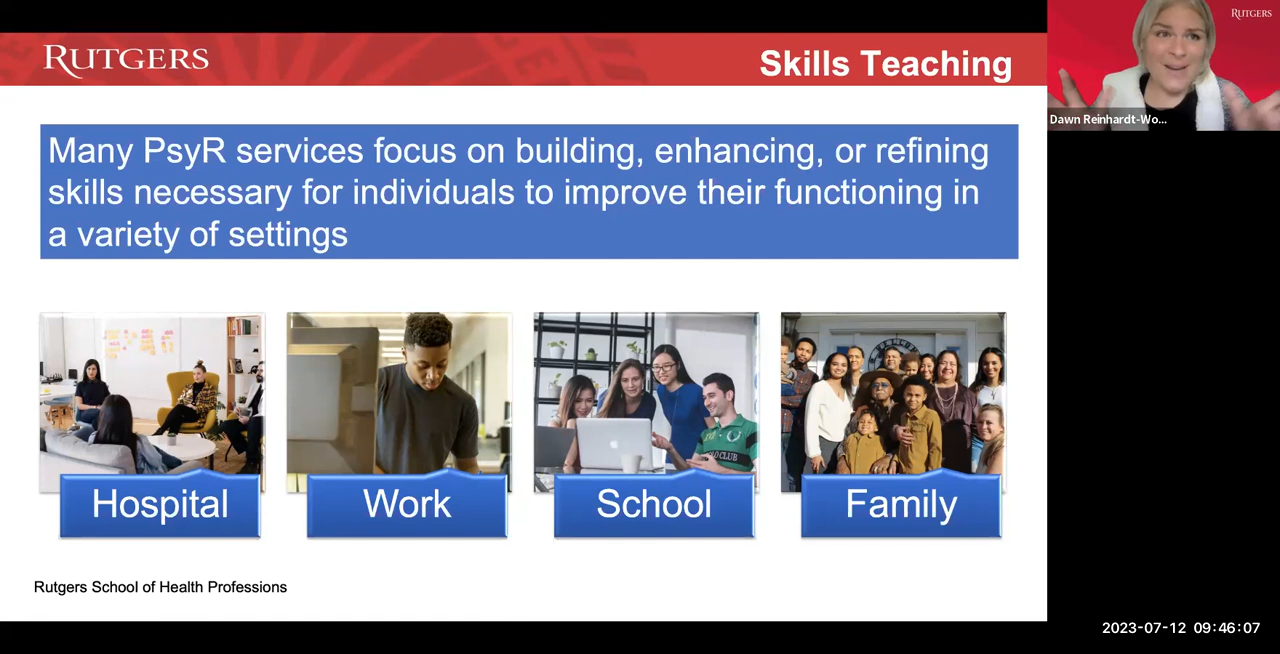 RUTGERS
Skills Teaching
RUTGERS
Dawn Reinhardt-Wo...
Many PsyR services focus on building, enhancing, or refining
skills necessary for individuals to improve their functioning in
a variety of settings
Hospital
Work
School
Family
Rutgers School of Health Professions
2023-07-12 09:46:07